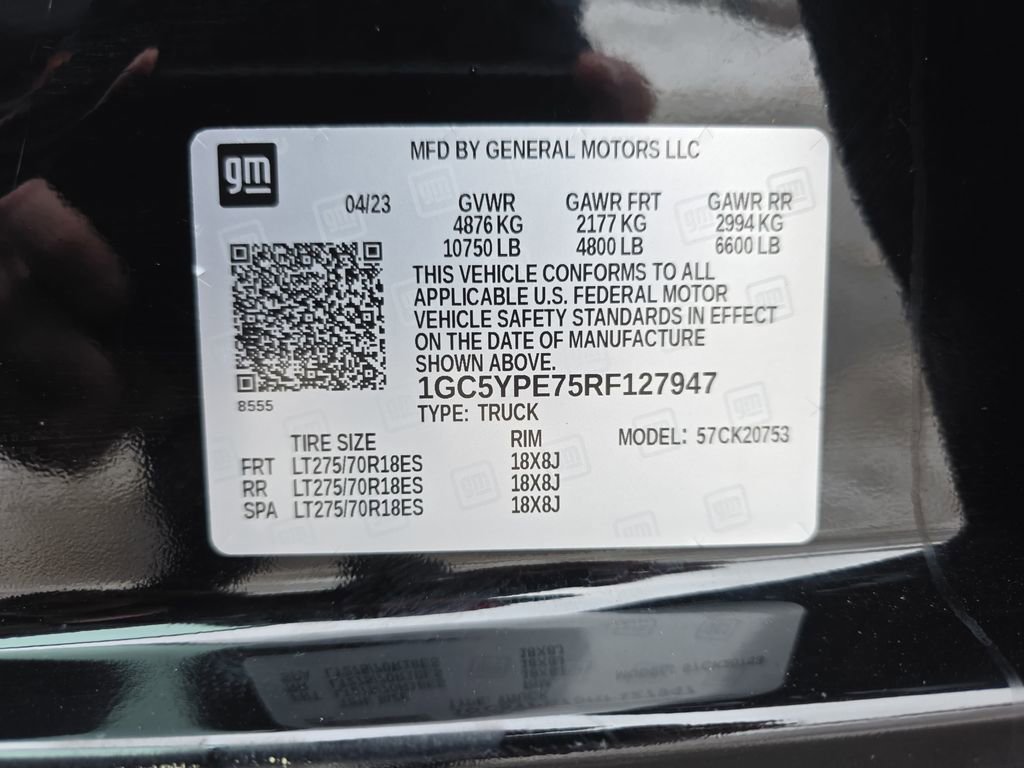 gm
MFD BY GENERAL MOTORS LLC
04/23 GVWR GAWR FRT GAWR RR
4876 KG 2177 KG 2994 KG
10750 LB 4800 LB 6600 LB
THIS VEHICLE CONFORMS TO ALL
APPLICABLE U.S. FEDERAL MOTOR
VEHICLE SAFETY STANDARDS IN EFFECT
ON THE DATE OF MANUFACTURE
SHOWN ABOVE.
1GC5YPE75RF127947
8555
TYPE: TRUCK
TIRE SIZE RIM MODEL: 57CK20753
FRT LT275/70R18ES 18X8J
RR LT275/70R18ES 18X8J
SPA LT275/70R18ES 18X8J